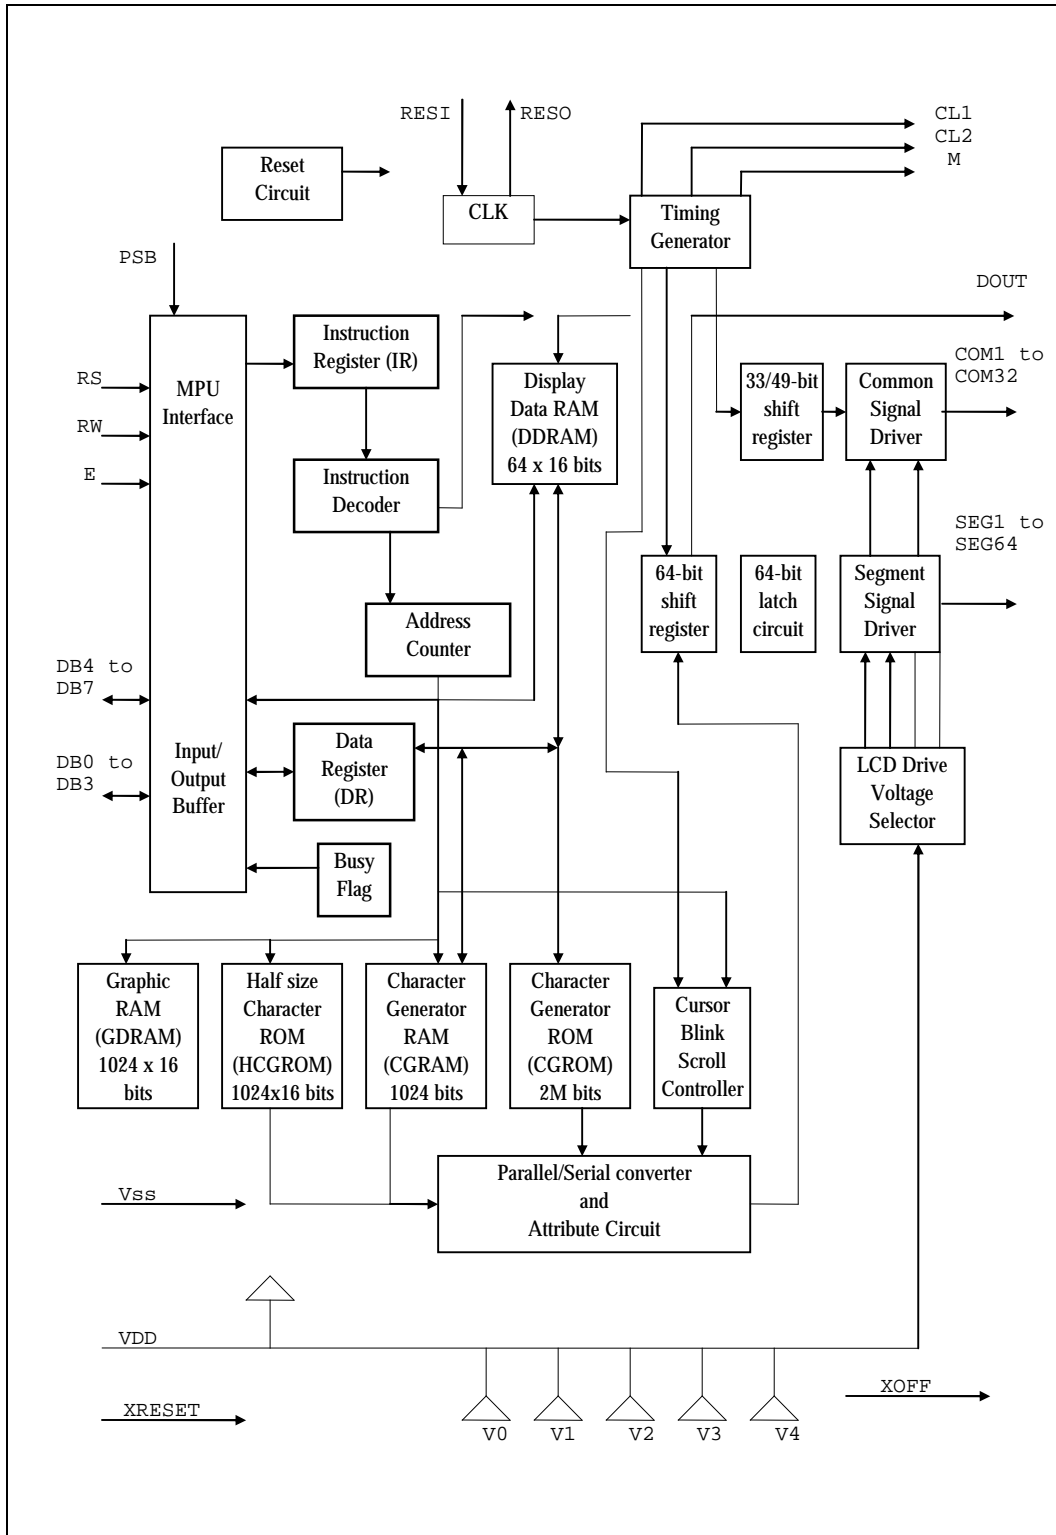 RESI
RESO
CL1
CL2
M
Reset
Circuit
CLK
Timing
Generator
PSB
DOUT
MPU
Interface
Input/
Output
Buffer
RS
RW
E
DB4 to
DB7
DB0 to
DB3
Instruction
Register (IR)
Instruction
Decoder
Address
Counter
Data
Register
(DR)
Busy
Flag
Display
Data RAM
(DDRAM)
64 x 16 bits
33/49-bit
shift
register
Common
Signal
Driver
COM1 to
COM32
64-bit
shift
register
64-bit
latch
circuit
Segment
Signal
Driver
SEG1 to
SEG64
LCD Drive
Voltage
Selector
Graphic
RAM
(GDRAM)
1024 x 16
bits
Half size
Character
ROM
(HCGROM)
1024x16 bits
Character
Generator
RAM
(CGRAM)
1024 bits
Character
Generator
ROM
(CGROM)
2M bits
Cursor
Blink
Scroll
Controller
Parallel/Serial converter
and
Attribute Circuit
Vss
VDD
XRESET
V0
V1
V2
V3
V4
XOFF